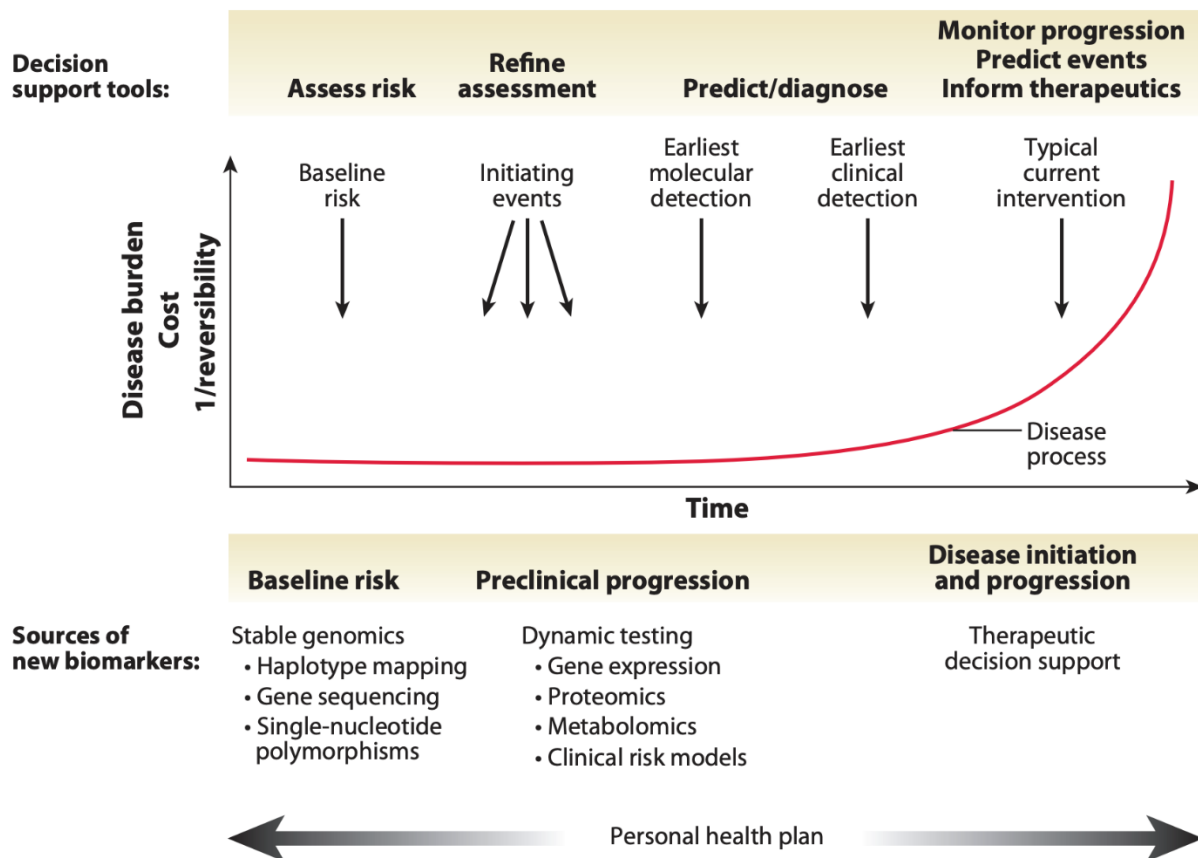 Decision
support tools:
Assess risk
Refine
assessment
Predict/diagnose
Monitor progression
Predict events
Inform therapeutics
Disease burden
Cost
1/reversibility
Baseline
risk
Initiating
events
Earliest
molecular
detection
Earliest
clinical
detection
Typical
current
intervention
Disease
process
Time
Sources of
new biomarkers:
Baseline risk
Stable genomics
• Haplotype mapping
• Gene sequencing
• Single-nucleotide
polymorphisms
Preclinical progression
Dynamic testing
• Gene expression
• Proteomics
• Metabolomics
• Clinical risk models
Disease initiation
and progression
Therapeutic
decision support
Personal health plan